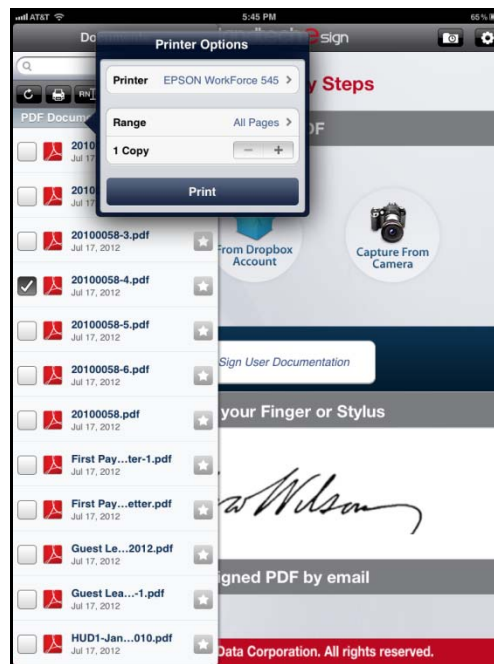 AT&T
5:45 PM
65%
Do
sign
Printer Options
Printer EPSON WorkForce 545
Range All Pages
1 Copy
Print
Steps
RN
PDF Docume
DF
2010
Jul 17
2010
Jul 17
20100058-3.pdf
Jul 17, 2012
20100058-4.pdf
Jul 17, 2012
20100058-5.pdf
Jul 17, 2012
20100058-6.pdf
Jul 17, 2012
20100058.pdf
Jul 17, 2012
First Pay...ter-1.pdf
Jul 17, 2012
First Pay...etter.pdf
Jul 17, 2012
Guest Le...2012.pdf
Jul 17, 2012
Guest Lea...-1.pdf
Jul 17, 2012
HUD1-Jan...010.pdf
Jul 17, 2012
From Dropbox
Account
Capture From
Camera
Sign User Documentation
your Finger or Stylus
Wilson
igned PDF by email
Data Corporation. All rights reserved.